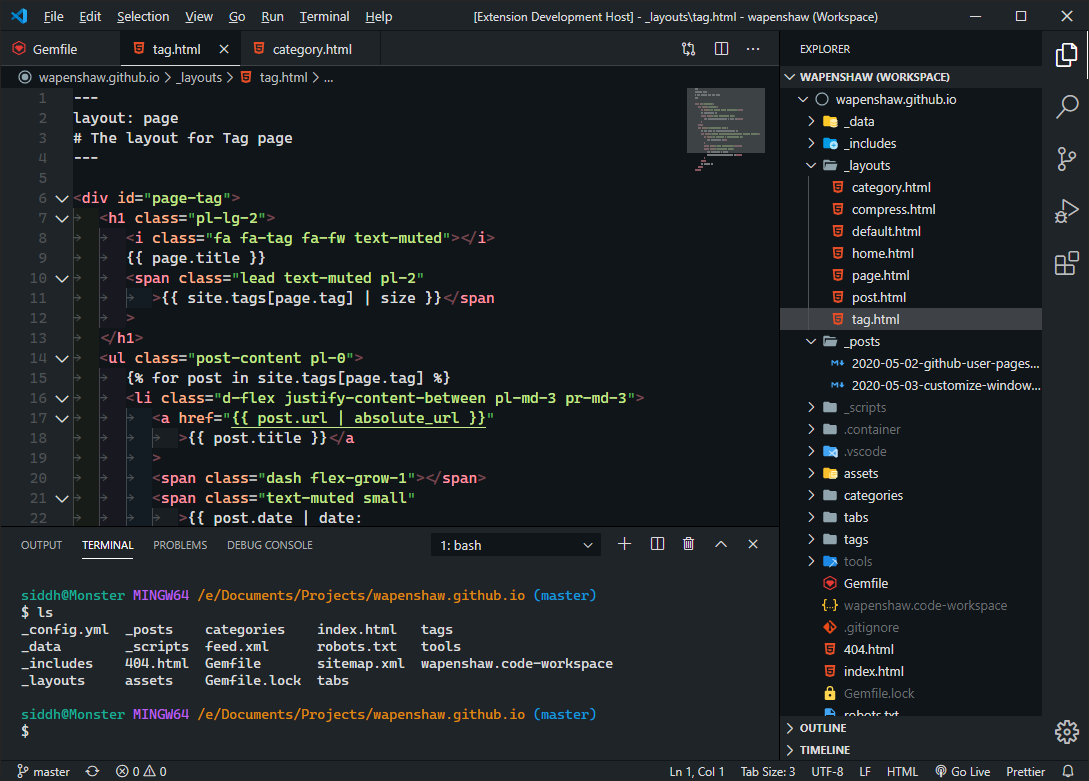 File Edit Selection View Go Run Terminal Help [Extension Development Host] - _layouts\tag.html - wapenshaw (Workspace)
Gemfile tag.html category.html
wapenshaw.github.io > _layouts > tag.html > ...
1 ---
2 layout: page
3 # The layout for Tag page
4 ---
5
6 <div id="page-tag">
7 <h1 class="pl-lg-2">
8 <i class="fa fa-tag fa-fw text-muted"></i>
9 {{ page.title }}
10 <span class="lead text-muted pl-2"
11 >{{ site.tags[page.tag] | size }}</span
12 >
13 </h1>
14 <ul class="post-content pl-0">
15 {% for post in site.tags[page.tag] %}
16 <li class="d-flex justify-content-between pl-md-3 pr-md-3">
17 <a href="{{ post.url | absolute_url }}"
18 >{{ post.title }}</a
19 >
20 <span class="dash flex-grow-1"></span>
21 <span class="text-muted small"
22 >{{ post.date | date:
OUTPUT TERMINAL PROBLEMS DEBUG CONSOLE 1: bash
siddh@Monster MINGW64 /e/Documents/Projects/wapenshaw.github.io (master)
$ ls
_config.yml _posts categories index.html tags
_data _scripts feed.xml robots.txt tools
_includes 404.html Gemfile sitemap.xml wapenshaw.code-workspace
_layouts assets Gemfile.lock tabs
siddh@Monster MINGW64 /e/Documents/Projects/wapenshaw.github.io (master)
$
EXPLORER
WAPENSHAW (WORKSPACE)
wapenshaw.github.io
_data
_includes
_layouts
category.html
compress.html
default.html
home.html
page.html
post.html
tag.html
_posts
2020-05-02-github-user-pages...
2020-05-03-customize-window...
_scripts
.container
.vscode
assets
categories
tabs
tags
tools
Gemfile
wapenshaw.code-workspace
.gitignore
404.html
index.html
Gemfile.lock
robots.txt
OUTLINE
TIMELINE
master 0 0 Ln 1, Col 1 Tab Size: 3 UTF-8 LF HTML Go Live Prettier